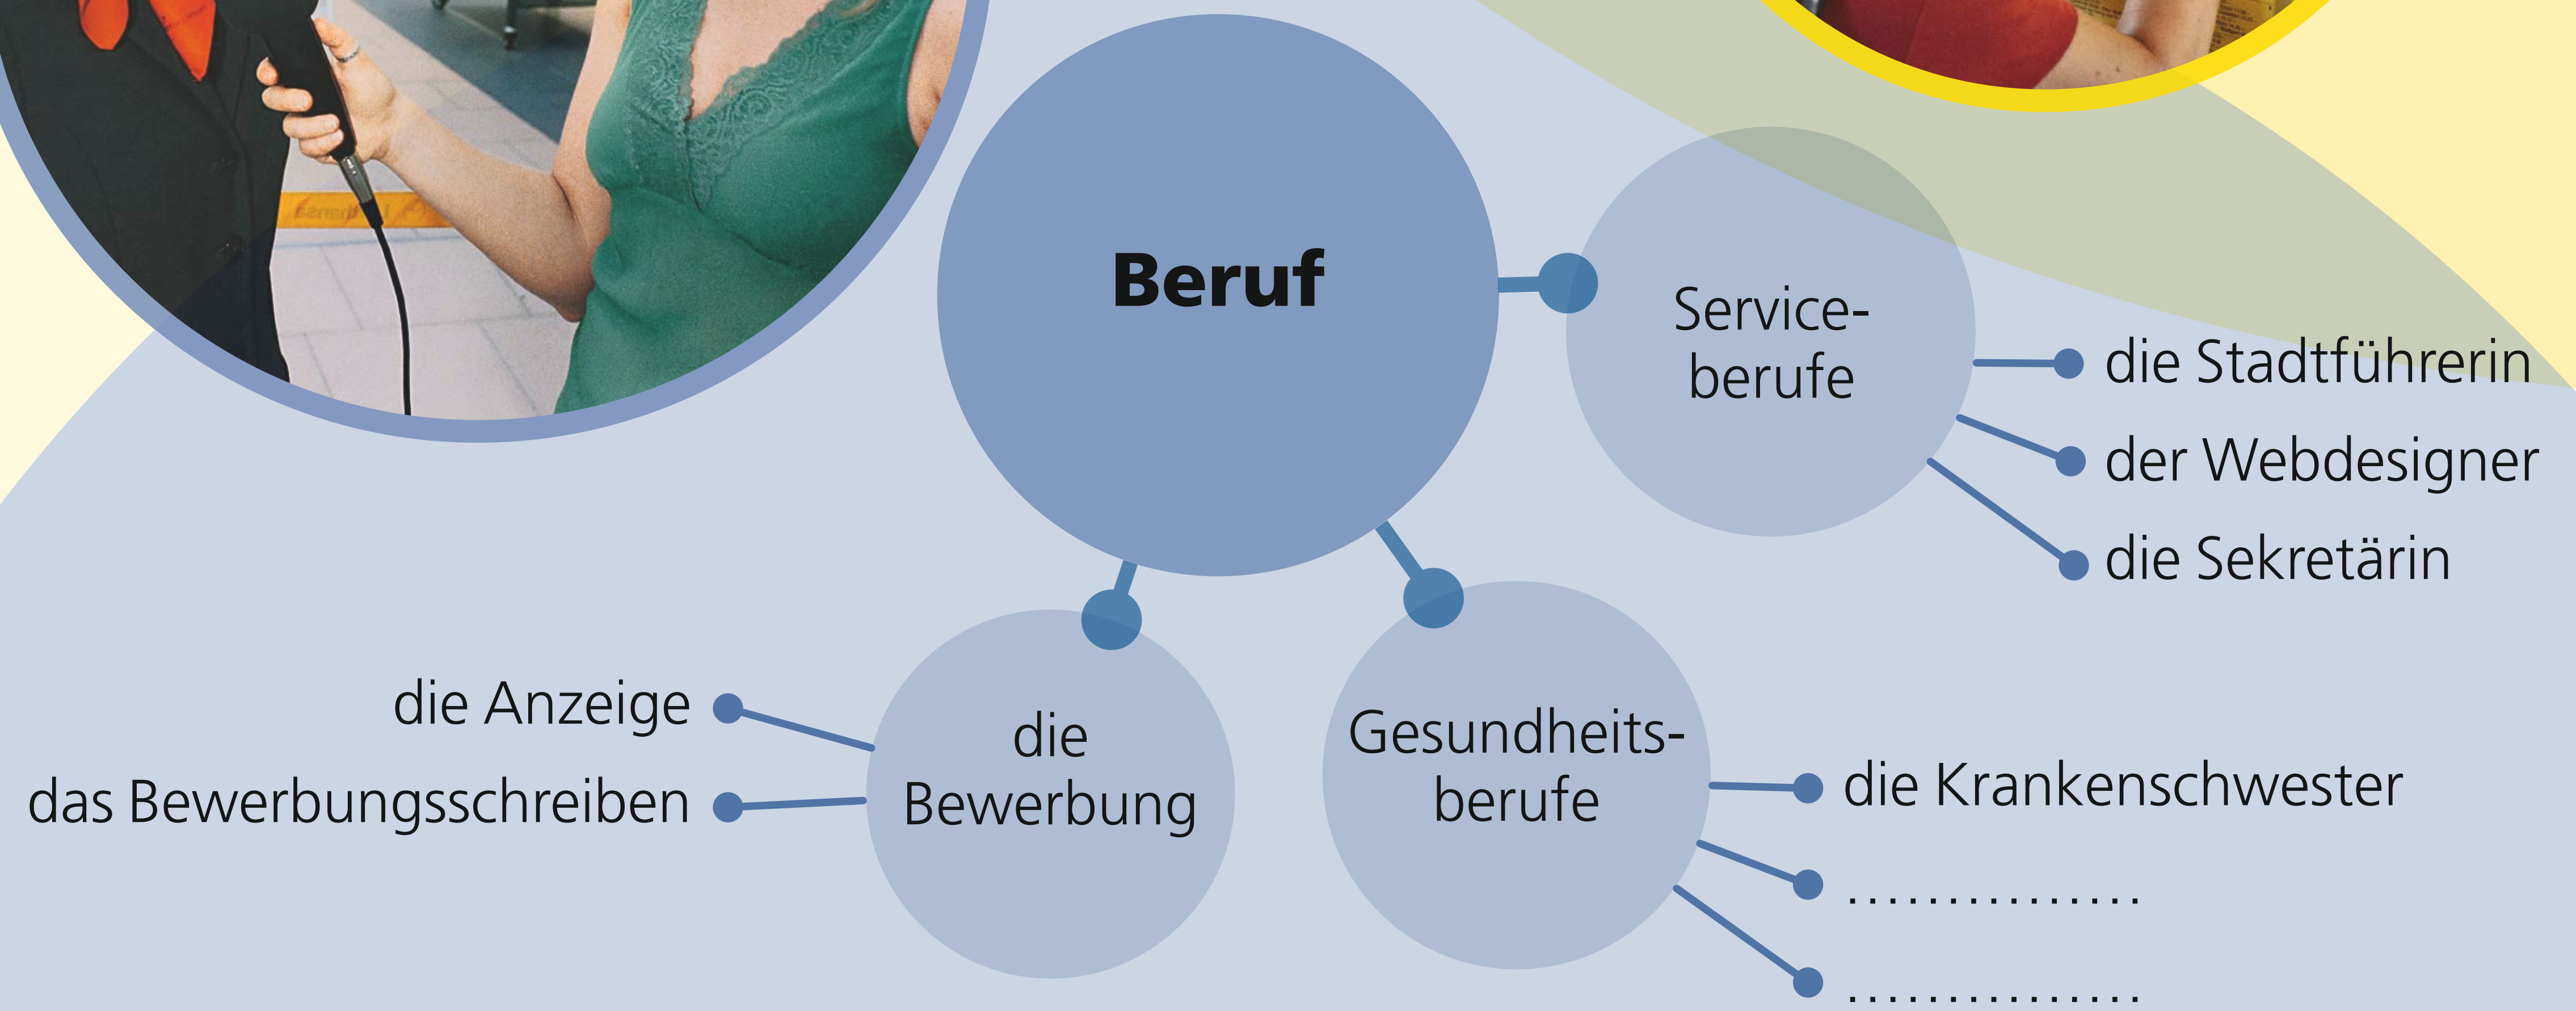 Beruf
Service-
berufe
die Stadtführerin
der Webdesigner
die Sekretärin
die Anzeige
das Bewerbungsschreiben
die
Bewerbung
Gesundheits-
berufe
die Krankenschwester
...............
...............